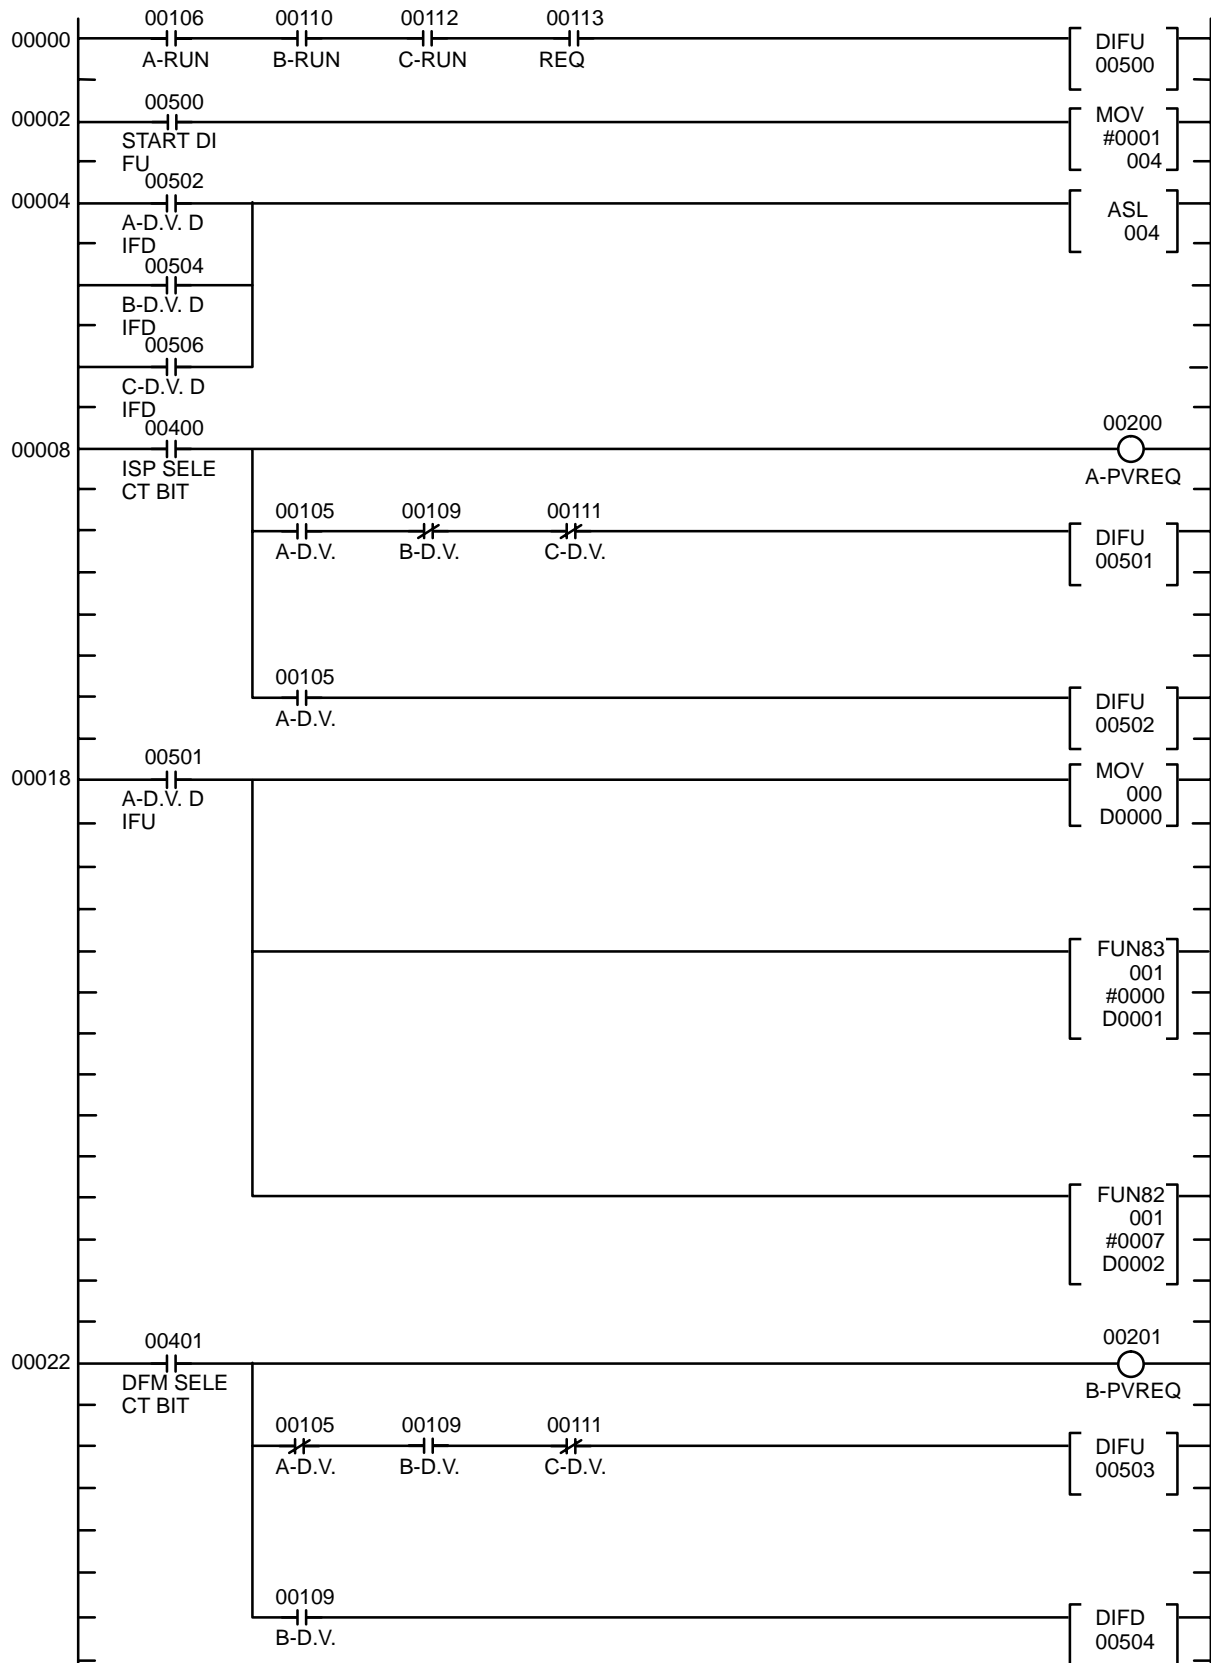 00106 00110 00112 00113
00000
A-RUN B-RUN C-RUN REQ
DIFU
00500
00500
00002
START DI
FU
MOV
#0001
004
00502
00004
A-D.V. D
IFD
ASL
004
00504
B-D.V. D
IFD
00506
C-D.V. D
IFD
00400
00008
ISP SELE
CT BIT
00200
A-PVREQ
00105 00109 00111
A-D.V. B-D.V. C-D.V.
DIFU
00501
00105
A-D.V.
DIFU
00502
00501
00018
A-D.V. D
IFU
MOV
000
D0000
FUN83
001
#0000
D0001
FUN82
001
#0007
D0002
00401
00022
DFM SELE
CT BIT
00201
B-PVREQ
00105 00109 00111
A-D.V. B-D.V. C-D.V.
DIFU
00503
00109
B-D.V.
DIFD
00504